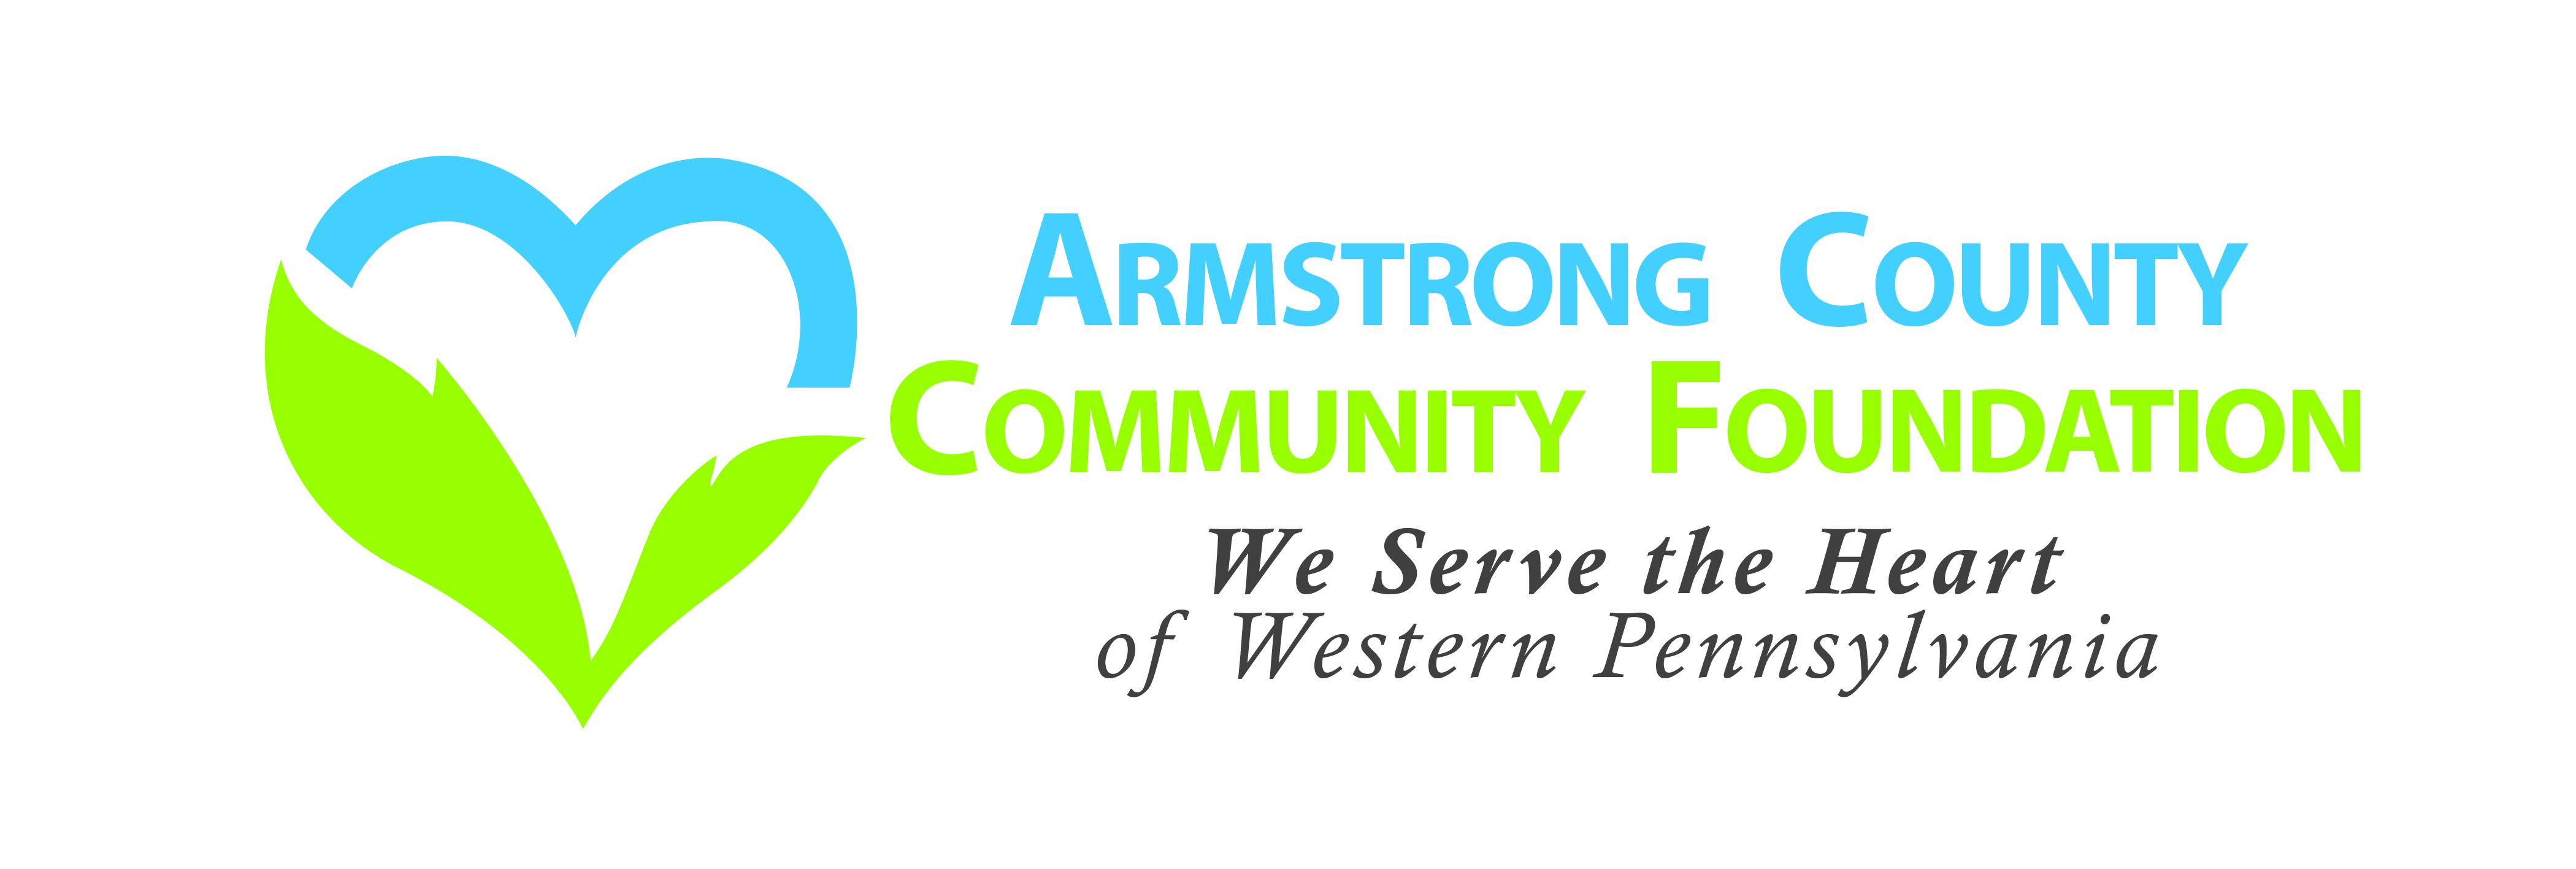 Armstrong County
Community Foundation
We Serve the Heart
of Western Pennsylvania